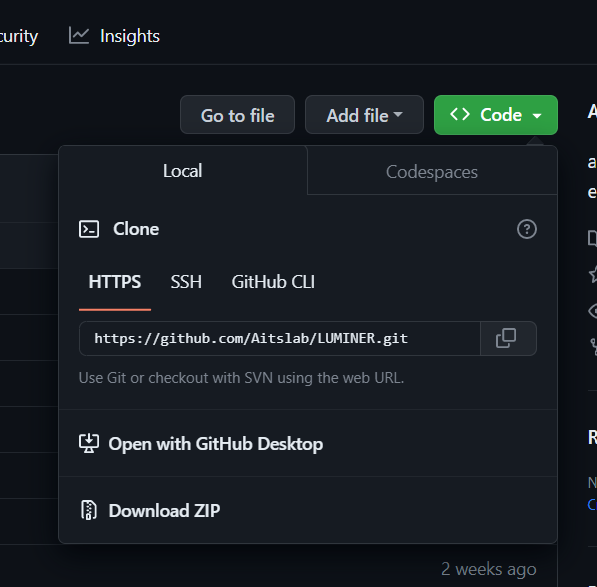 curity Insights
Go to file Add file Code
Local Codespaces
Clone
HTTPS SSH GitHub CLI
https://github.com/Aitslab/LUMINER.git
Use Git or checkout with SVN using the web URL.
Open with GitHub Desktop
Download ZIP
2 weeks ago